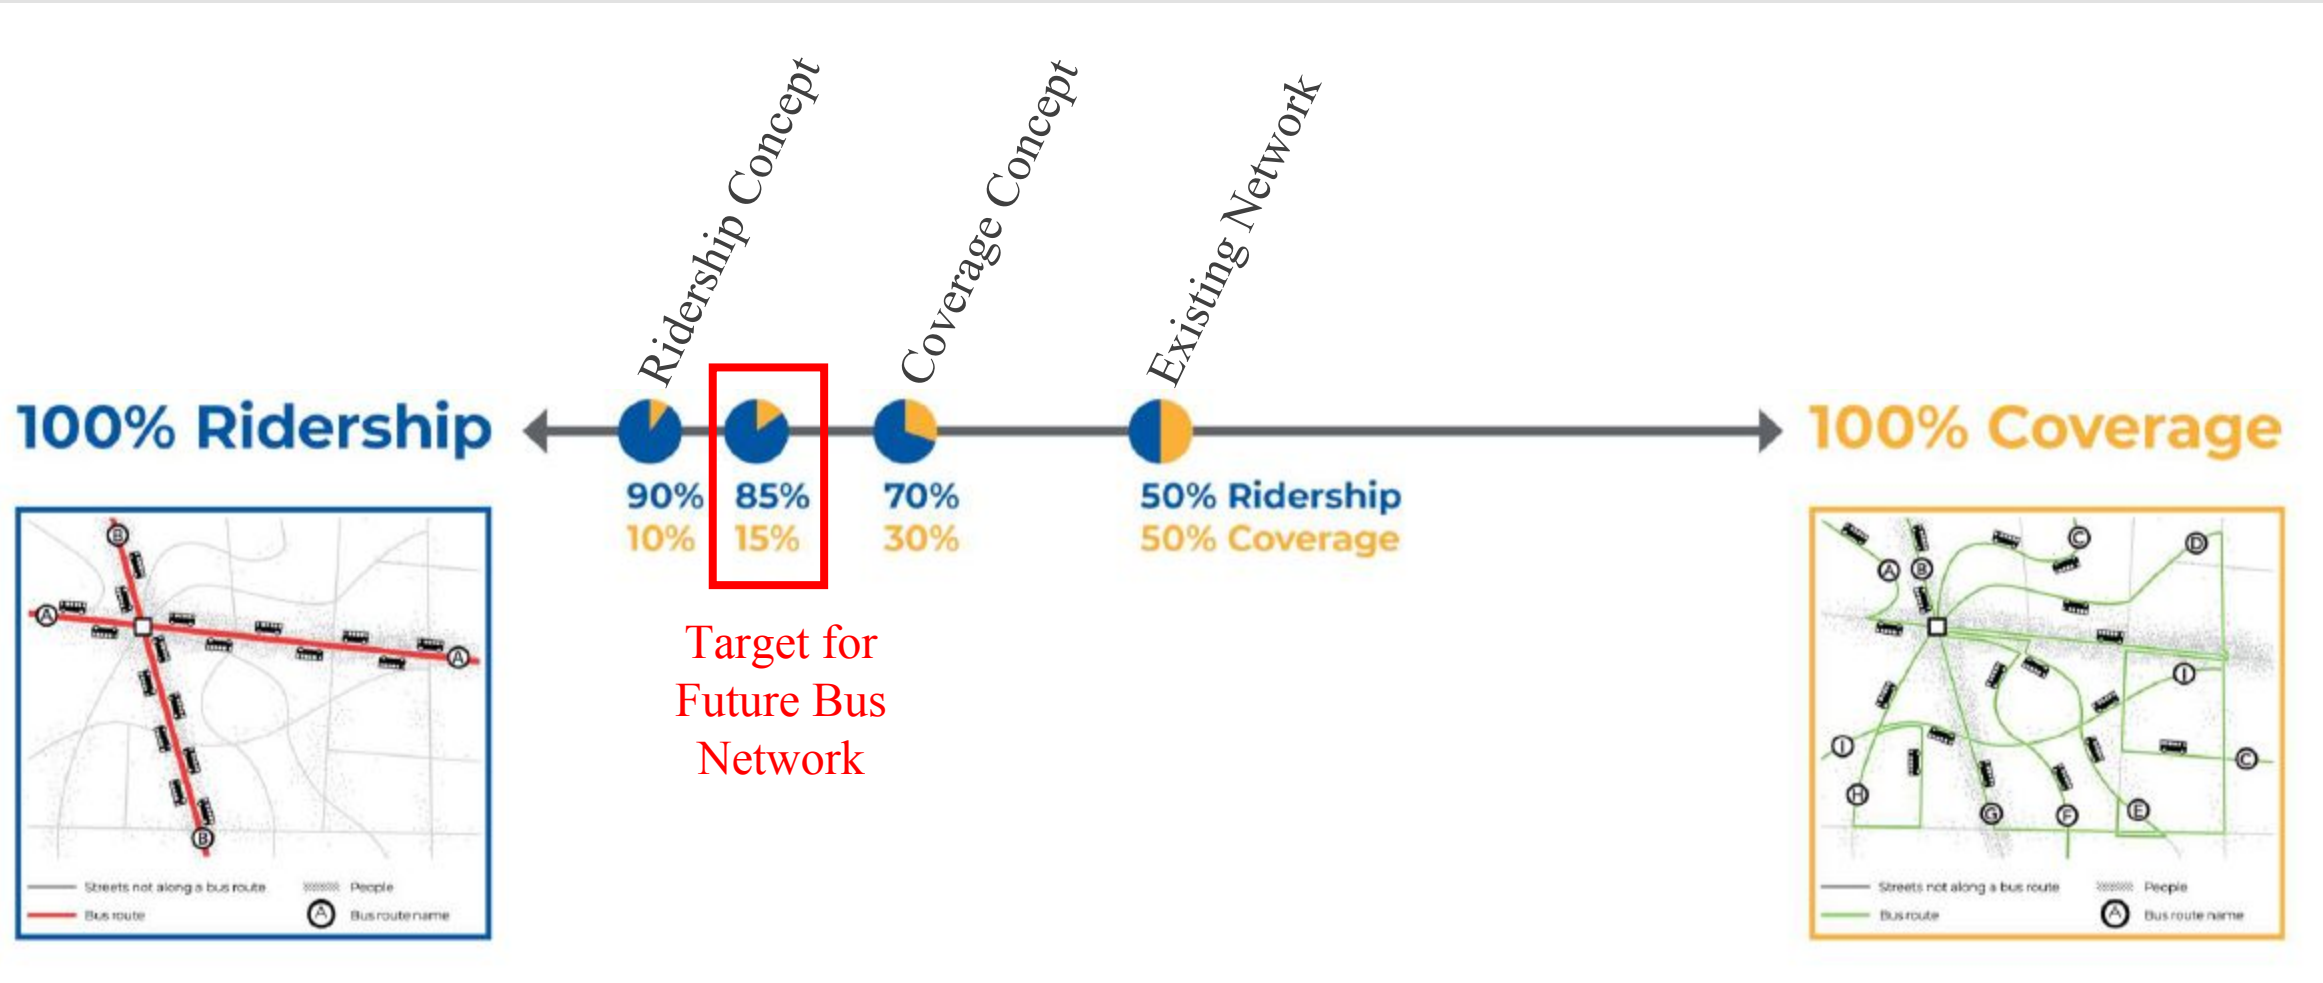 Ridership Concept
Coverage Concept
Existing Network
100% Ridership
100% Coverage
90%
10%
85%
15%
70%
30%
50% Ridership
50% Coverage
Target for
Future Bus
Network
B
A
A
B
Streets not along a bus route
People
Bus route
A
Bus route name
A
B
C
D
I
I
C
H
G
F
E
Streets not along a bus route
People
Bus route
A
Bus route name